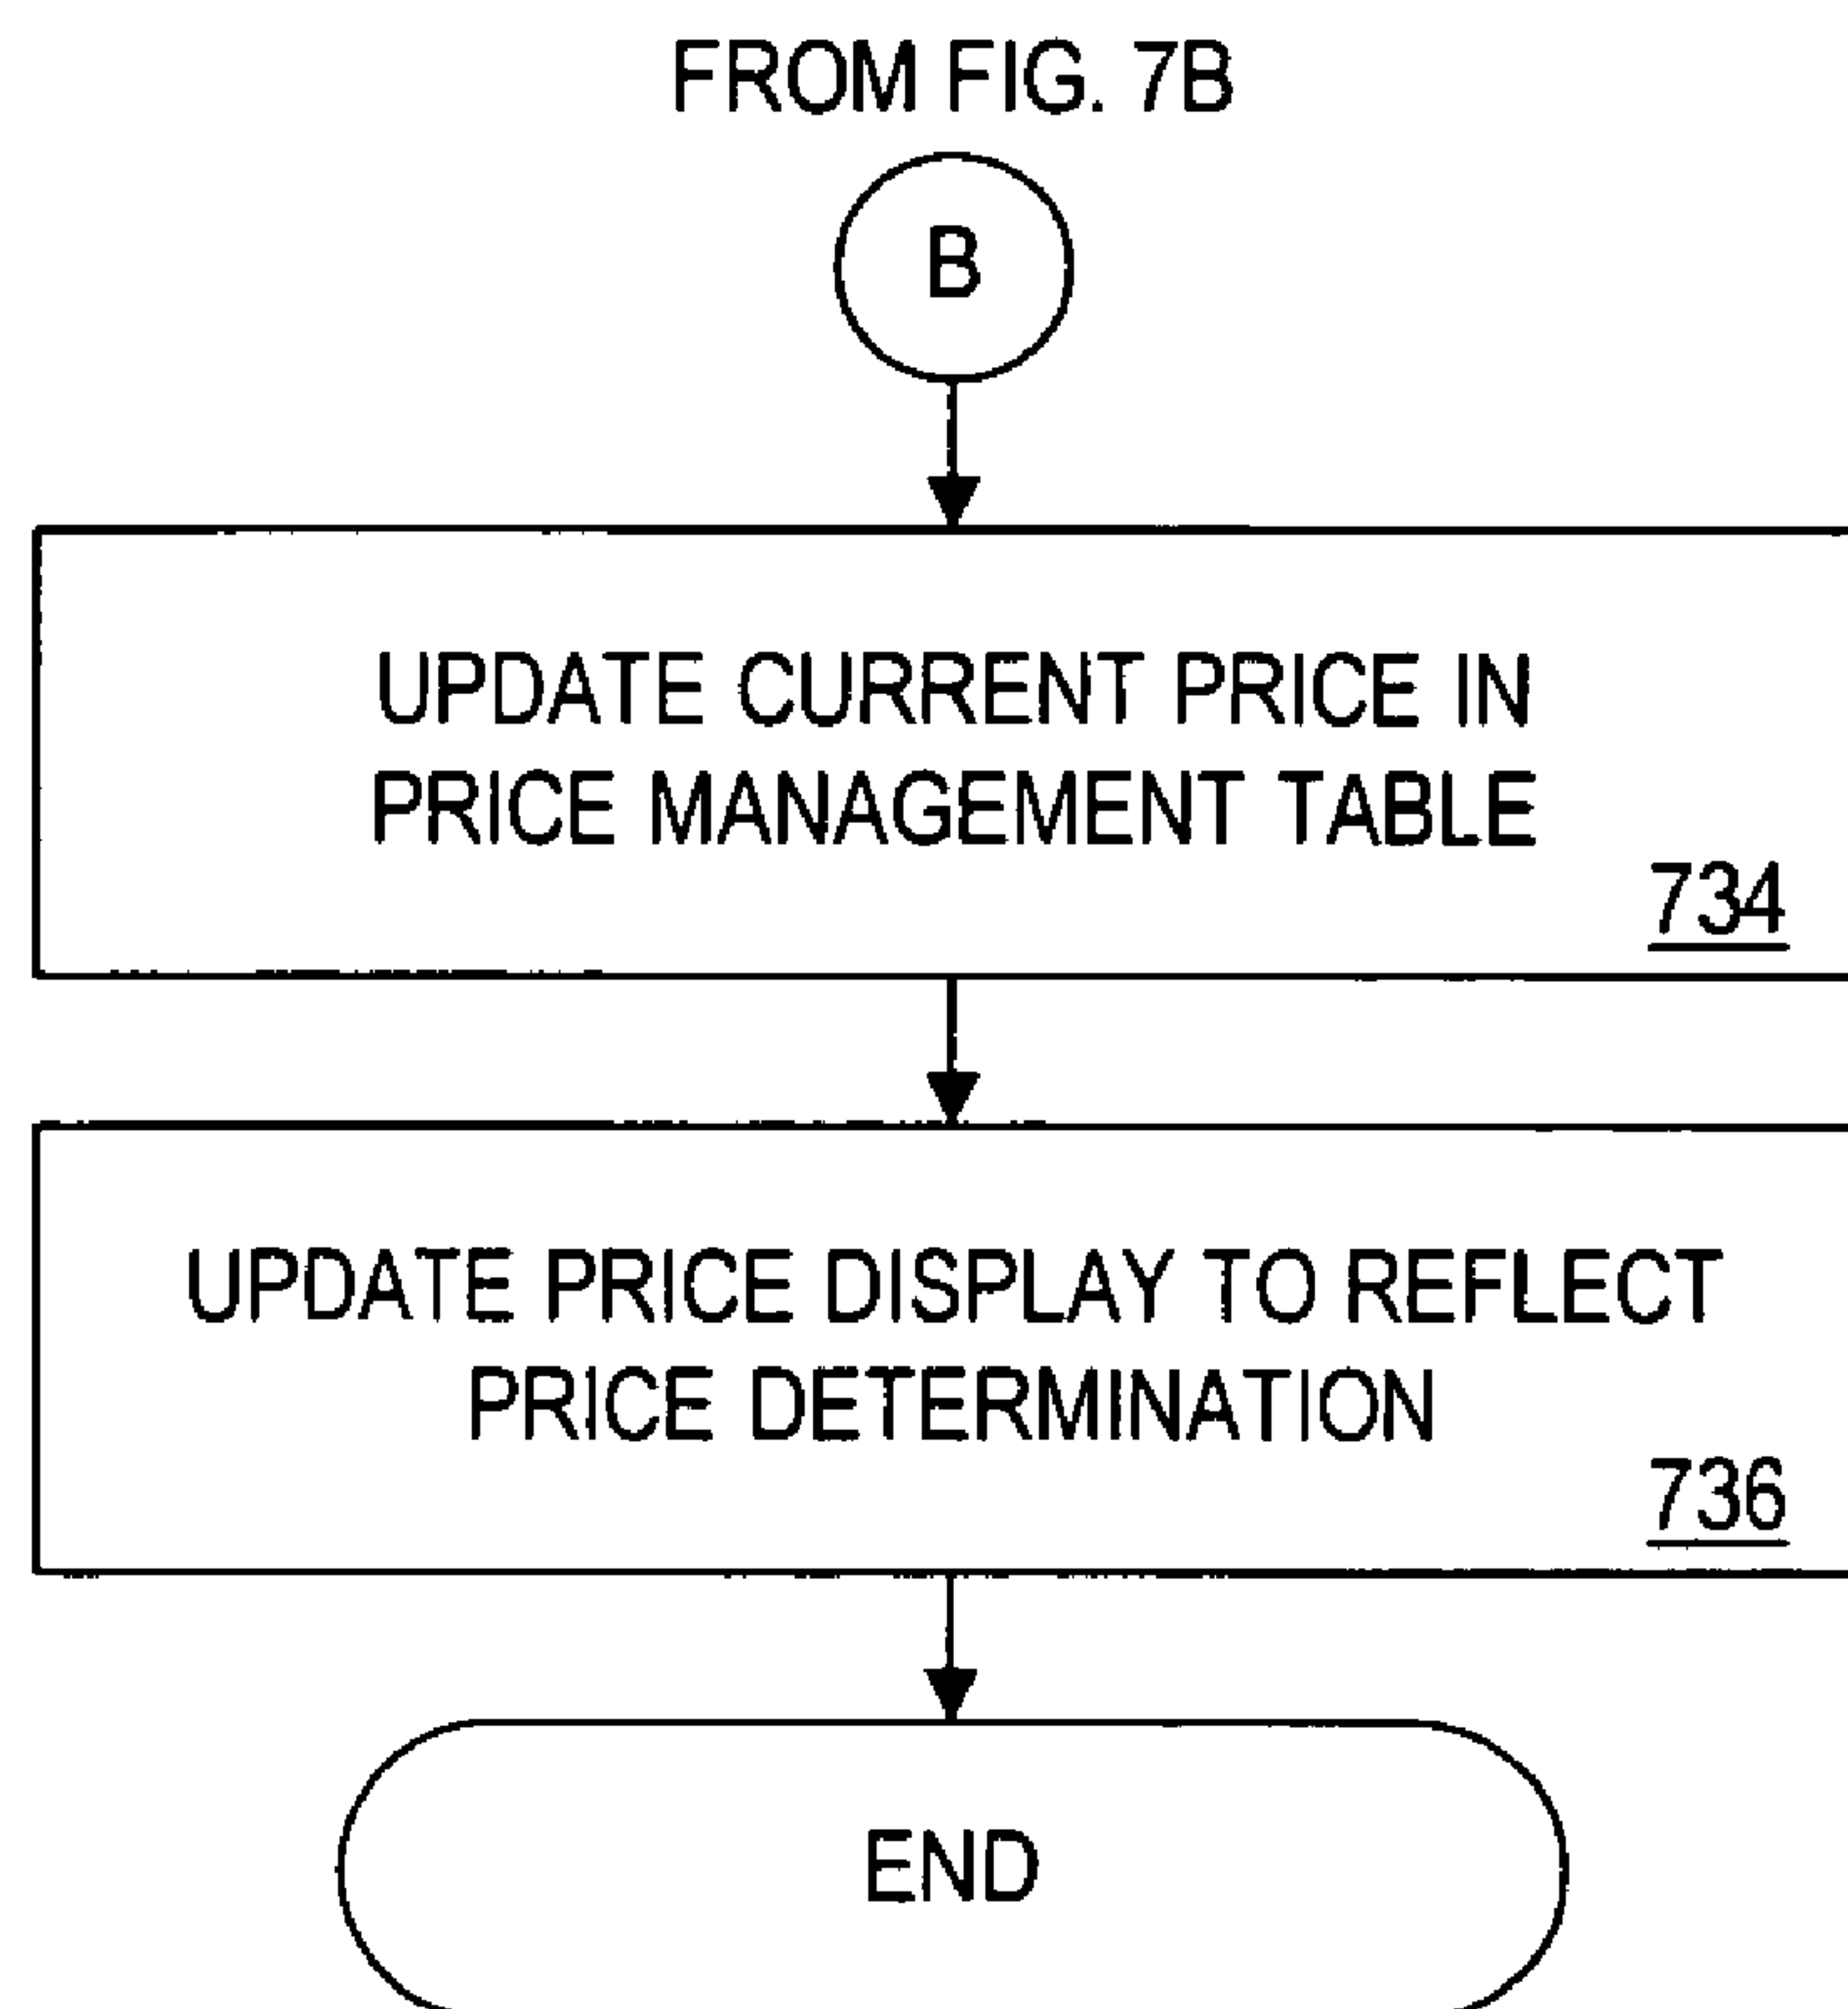 FROM FIG. 7B
B
UPDATE CURRENT PRICE IN
PRICE MANAGEMENT TABLE
734
UPDATE PRICE DISPLAY TO REFLECT
PRICE DETERMINATION
736
END